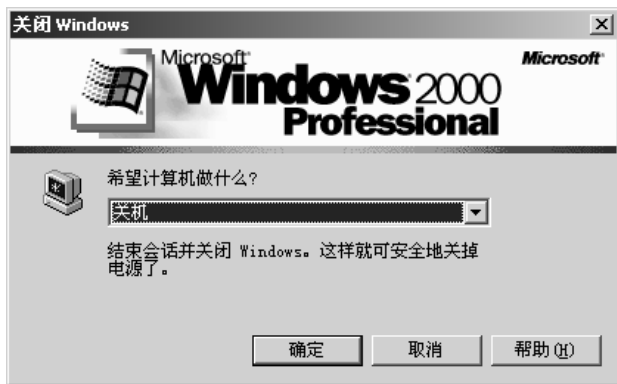 关闭 Windows
Microsoft
Microsoft
Windows 2000
Professional
希望计算机做什么?
关机
结束会话并关闭 Windows。这样就可安全地关掉
电源了。
确定 取消 帮助(H)